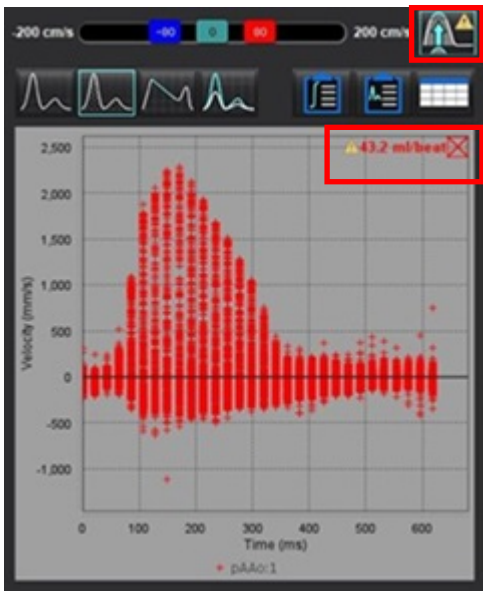 -200 cm/s -80 0 80 200 cm/s
43.2 ml/beat
2,500
2,000
1,500
1,000
500
0
-500
-1,000
Velocity (mm/s)
0 100 200 300 400 500 600
Time (ms)
pAAo:1